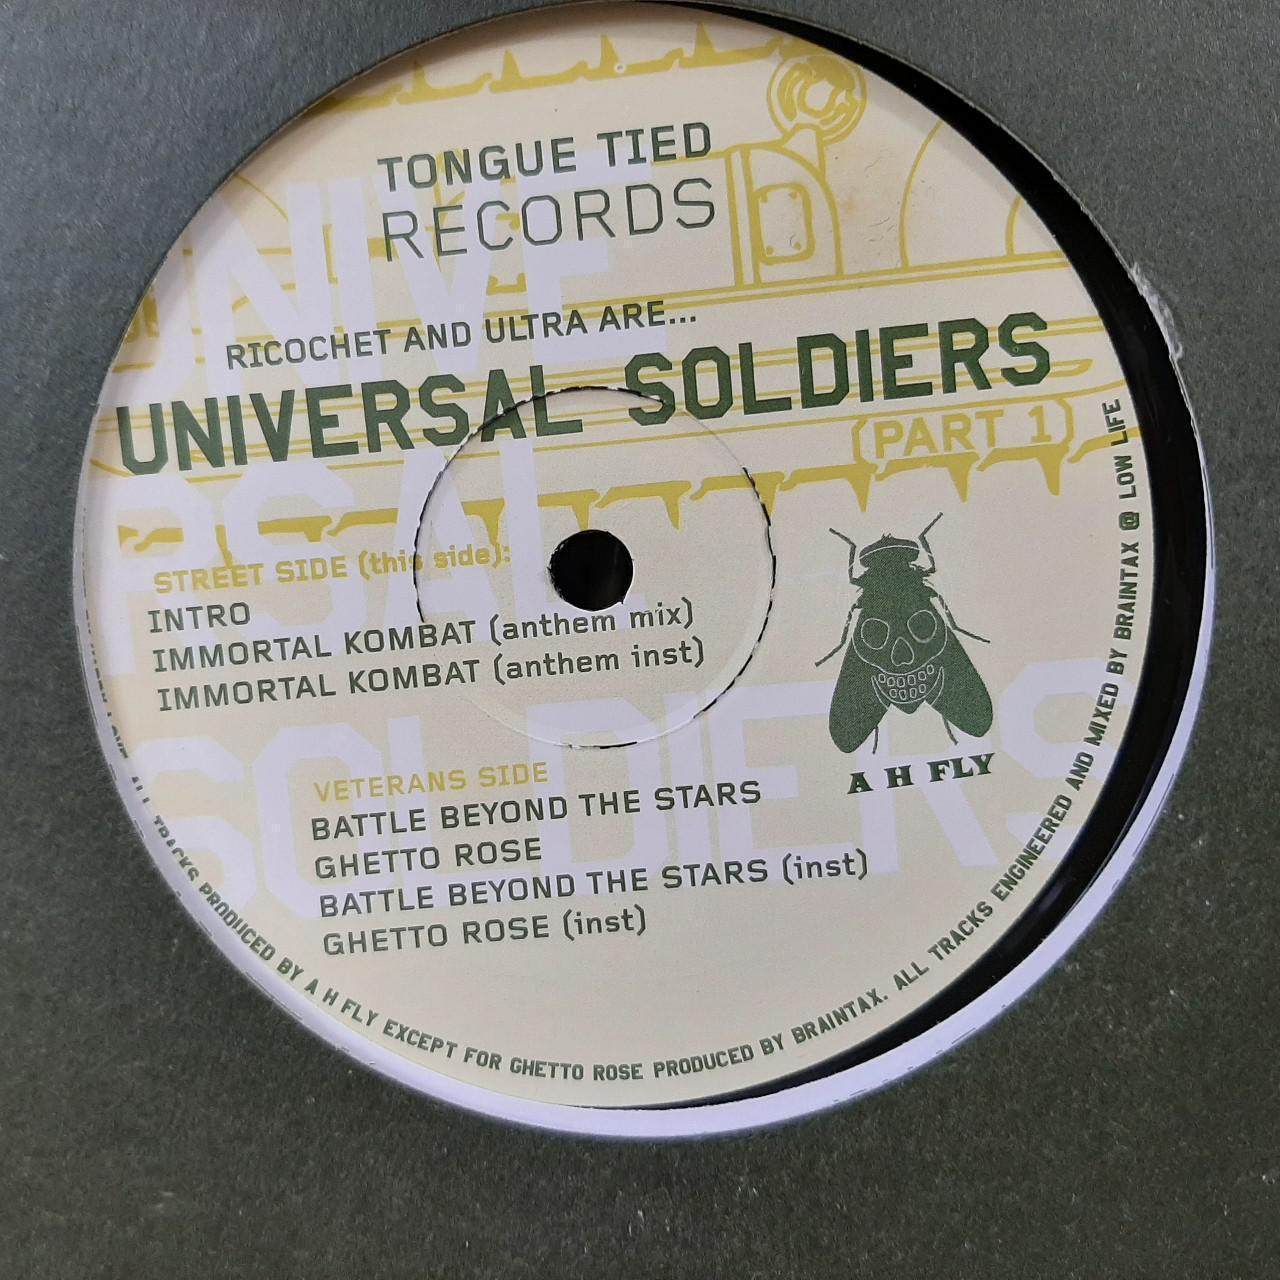 TONGUE TIED
RECORDS
RICOCHET AND ULTRA ARE...
UNIVERSAL SOLDIERS
(PART 1)
STREET SIDE (this side):
INTRO
IMMORTAL KOMBAT (anthem mix)
IMMORTAL KOMBAT (anthem inst)
VETERANS SIDE
BATTLE BEYOND THE STARS
GHETTO ROSE
BATTLE BEYOND THE STARS (inst)
GHETTO ROSE (inst)
A H FLY
ALL TRACKS PRODUCED BY A H FLY EXCEPT FOR GHETTO ROSE PRODUCED BY BRAINTAX. ALL TRACKS ENGINEERED AND MIXED BY BRAINTAX @ LOW LIFE
UNIVE
RSAL
SOLDIERS